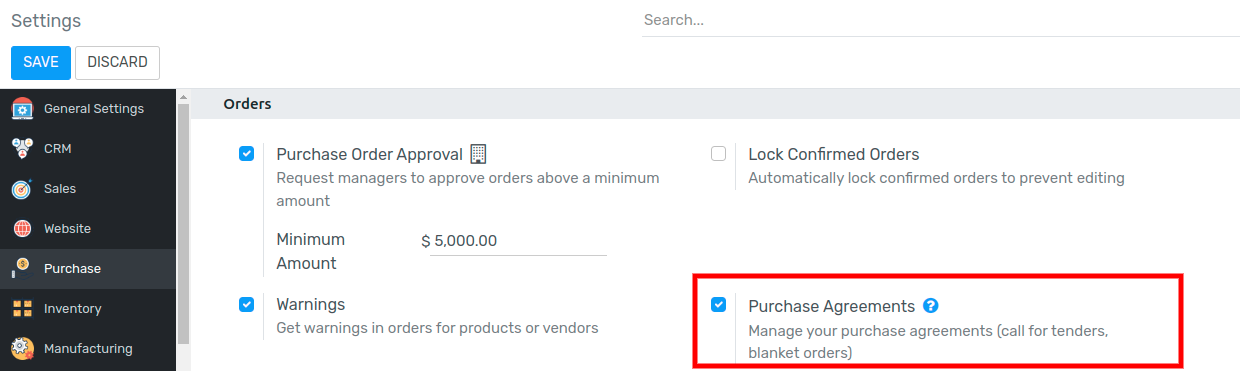 Settings
Search...
SAVE
DISCARD
General Settings
CRM
Sales
Website
Purchase
Inventory
Manufacturing
Orders
Purchase Order Approval
Request managers to approve orders above a minimum
amount
Minimum
Amount
$ 5,000.00
Lock Confirmed Orders
Automatically lock confirmed orders to prevent editing
Warnings
Get warnings in orders for products or vendors
Purchase Agreements ?
Manage your purchase agreements (call for tenders,
blanket orders)